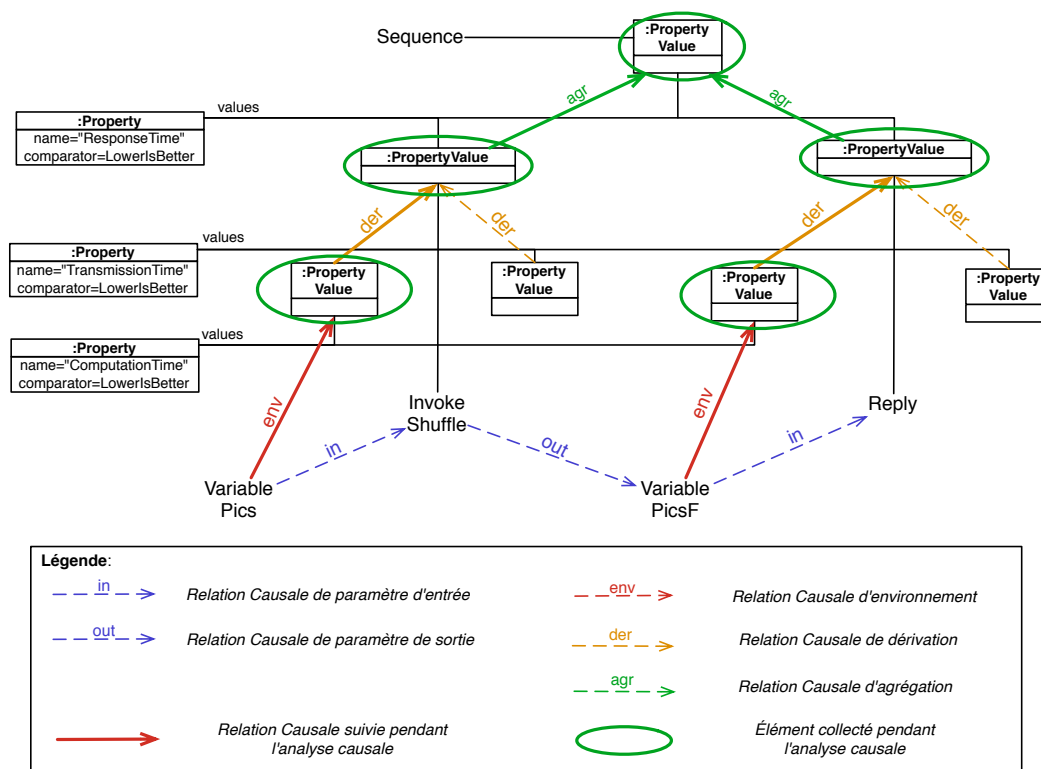 Sequence
:Property
Value
agr
agr
values
:Property
name="ResponseTime"
comparator=LowerIsBetter
:PropertyValue
:PropertyValue
der
der
der
der
values
:Property
name="TransmissionTime"
comparator=LowerIsBetter
:Property
Value
:Property
Value
:Property
Value
:Property
Value
values
:Property
name="ComputationTime"
comparator=LowerIsBetter
env
env
Invoke
Shuffle
Reply
in
out
in
Variable
Pics
Variable
PicsF
Légende:
in
Relation Causale de paramètre d'entrée
env
Relation Causale d'environnement
out
Relation Causale de paramètre de sortie
der
Relation Causale de dérivation
agr
Relation Causale d'agrégation
Relation Causale suivie pendant
l'analyse causale
Élément collecté pendant
l'analyse causale